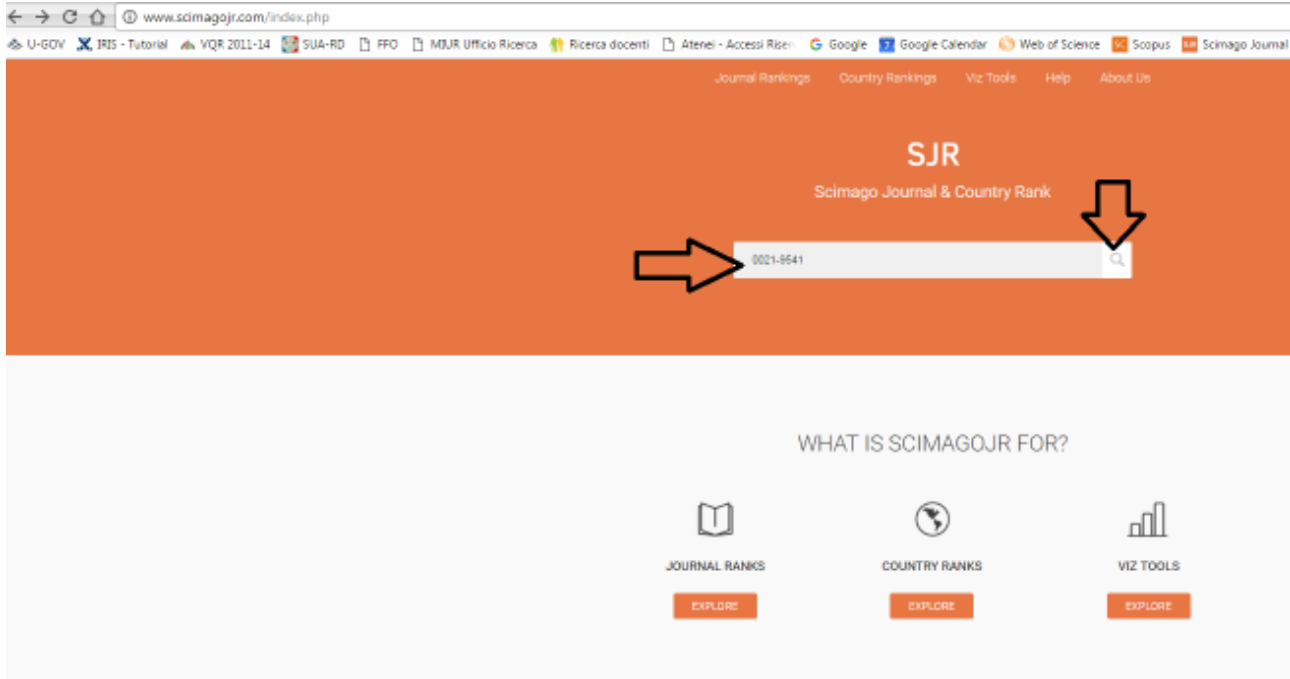 www.scimagojr.com/index.php
U-GOV IRIS - Tutorial VQR 2011-14 SUA-RD FFO MIUR Ufficio Ricerca Ricerca docenti Atenei - Accessi Riser Google Google Calendar Web of Science Scopus Scimago Journal
Journal Rankings Country Rankings Viz Tools Help About Us
SJR
Scimago Journal & Country Rank
0021-9541
WHAT IS SCIMAGOJR FOR?
JOURNAL RANKS COUNTRY RANKS VIZ TOOLS
EXPLORE EXPLORE EXPLORE